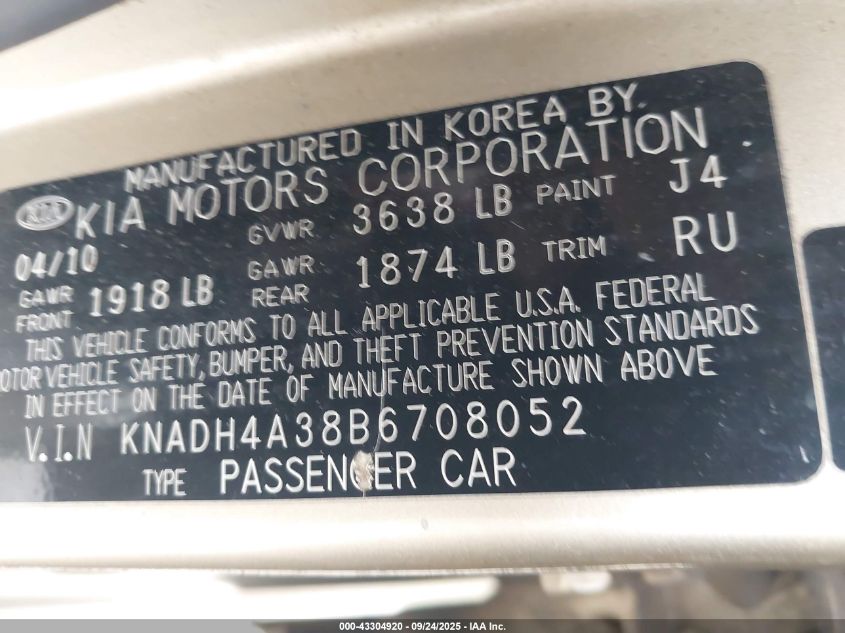 MANUFACTURED IN KOREA BY
KIA KIA MOTORS CORPORATION
04/10 GVWR 3638 LB PAINT J4
GAWR FRONT 1918 LB GAWR REAR 1874 LB TRIM RU
THIS VEHICLE CONFORMS TO ALL APPLICABLE U.S.A. FEDERAL
MOTOR VEHICLE SAFETY, BUMPER, AND THEFT PREVENTION STANDARDS
IN EFFECT ON THE DATE OF MANUFACTURE SHOWN ABOVE
V.I.N KNADH4A38B6708052
TYPE PASSENGER CAR
000-43304920 - 09/24/2025 - IAA Inc.